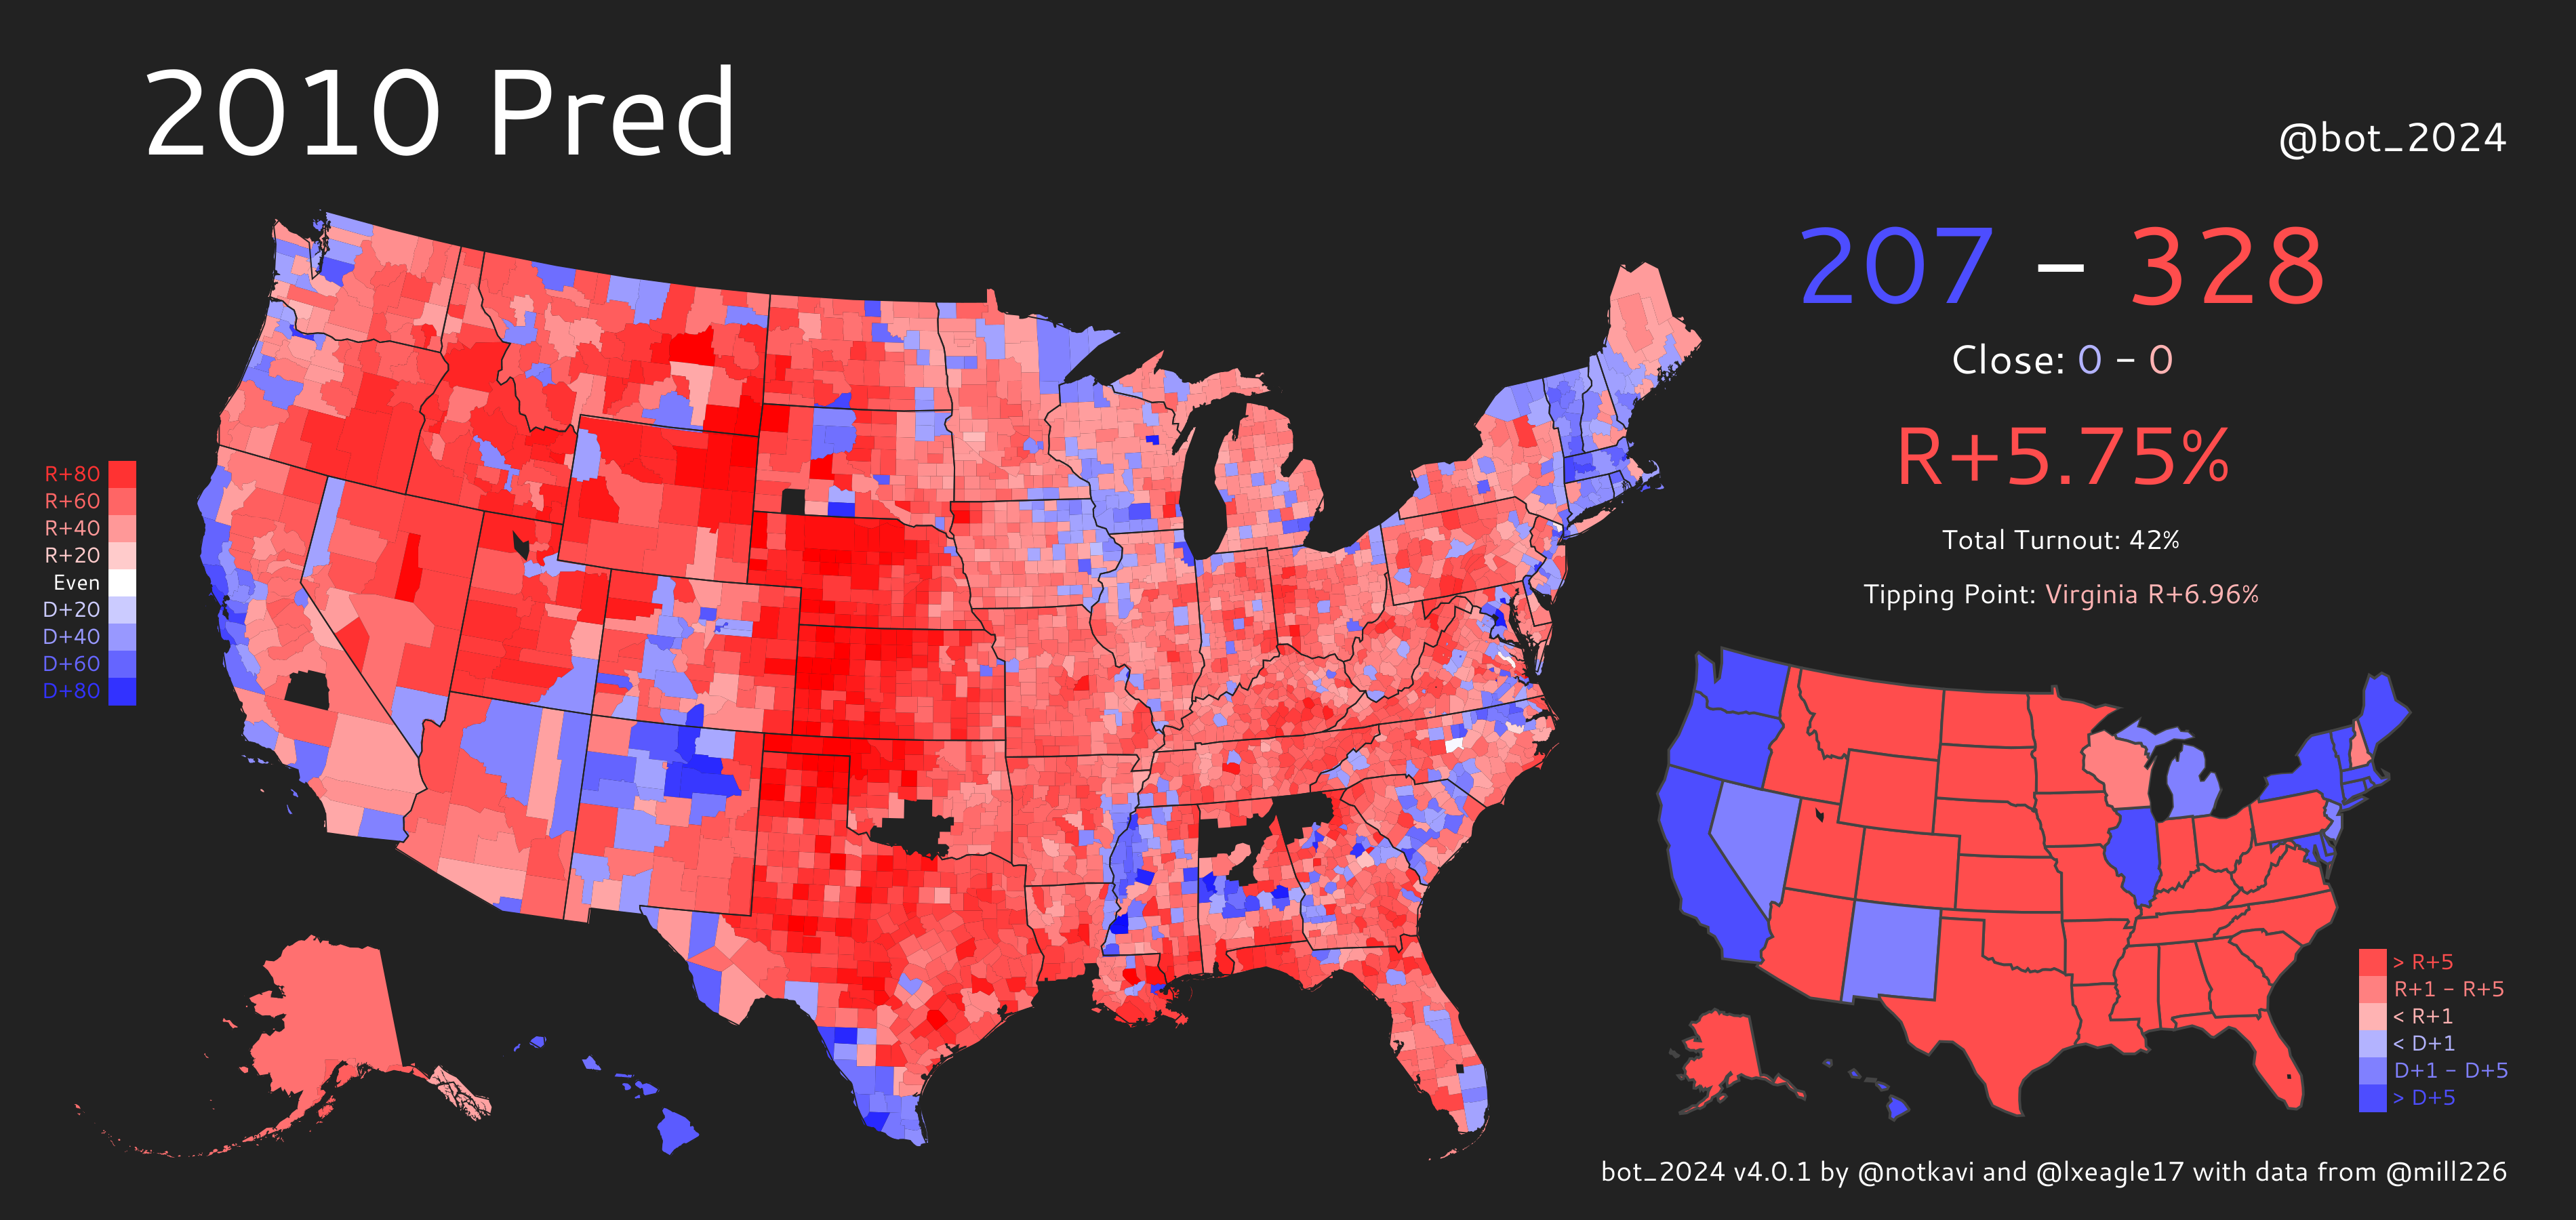 2010 Pred
@bot_2024
207 – 328
Close: 0 – 0
R+5.75%
Total Turnout: 42%
Tipping Point: Virginia R+6.96%
R+80
R+60
R+40
R+20
Even
D+20
D+40
D+60
D+80
> R+5
R+1 – R+5
< R+1
< D+1
D+1 – D+5
> D+5
bot_2024 v4.0.1 by @notkavi and @lxeagle17 with data from @mill226